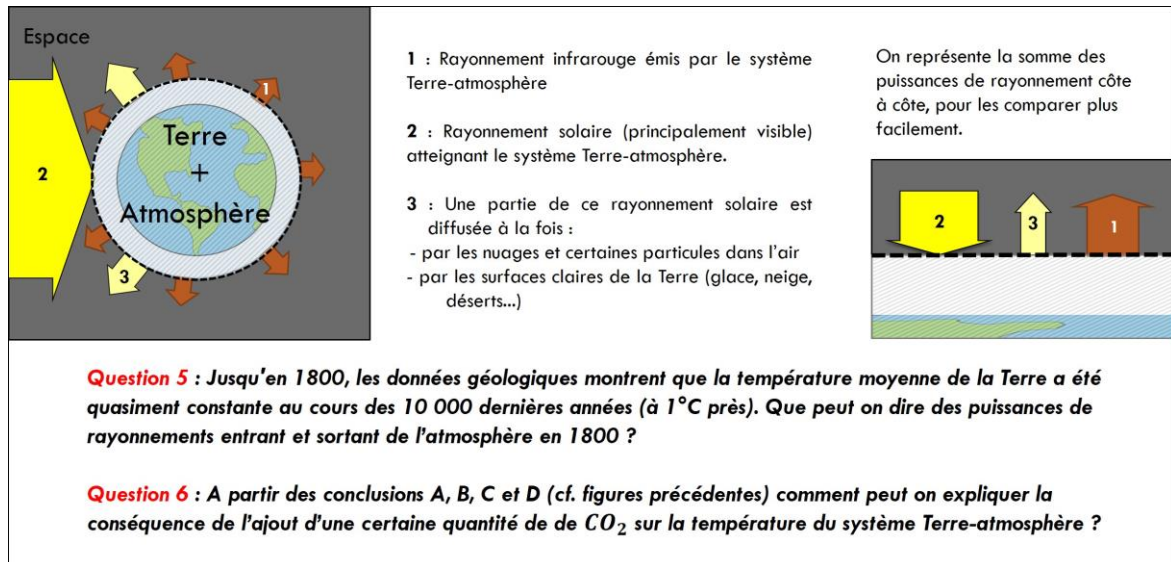 Espace
Terre
+
Atmosphère
1
2
3
1 : Rayonnement infrarouge émis par le système
Terre-atmosphère
2 : Rayonnement solaire (principalement visible)
atteignant le système Terre-atmosphère.
3 : Une partie de ce rayonnement solaire est
diffusée à la fois :
- par les nuages et certaines particules dans l'air
- par les surfaces claires de la Terre (glace, neige,
déserts...)
On représente la somme des
puissances de rayonnement côte
à côte, pour les comparer plus
facilement.
2
3
1
Question 5 : Jusqu'en 1800, les données géologiques montrent que la température moyenne de la Terre a été
quasiment constante au cours des 10 000 dernières années (à 1°C près). Que peut on dire des puissances de
rayonnements entrant et sortant de l'atmosphère en 1800 ?
Question 6 : A partir des conclusions A, B, C et D (cf. figures précédentes) comment peut on expliquer la
conséquence de l'ajout d'une certaine quantité de de CO₂ sur la température du système Terre-atmosphère ?